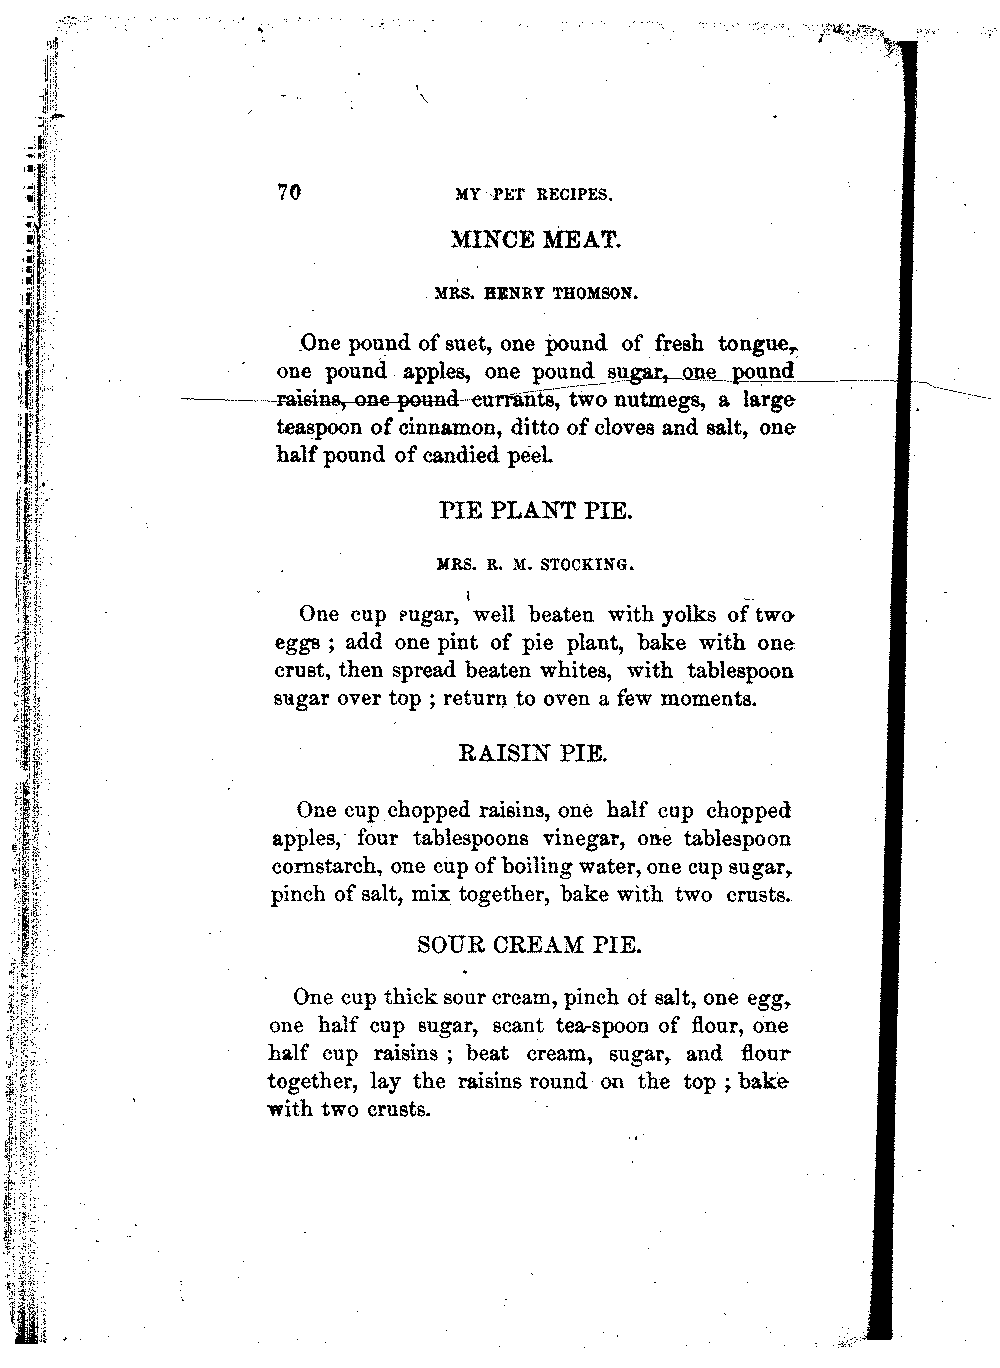 70 MY PET RECIPES.
MINCE MEAT.
MRS. HENRY THOMSON.
One pound of suet, one pound of fresh tongue,
one pound apples, one pound sugar, one pound
raisins, one pound currants, two nutmegs, a large
teaspoon of cinnamon, ditto of cloves and salt, one
half pound of candied peel.
PIE PLANT PIE.
MRS. R. M. STOCKING.
One cup sugar, well beaten with yolks of two
eggs ; add one pint of pie plant, bake with one
crust, then spread beaten whites, with tablespoon
sugar over top ; return to oven a few moments.
RAISIN PIE.
One cup chopped raisins, one half cup chopped
apples, four tablespoons vinegar, one tablespoon
cornstarch, one cup of boiling water, one cup sugar,
pinch of salt, mix together, bake with two crusts.
SOUR CREAM PIE.
One cup thick sour cream, pinch of salt, one egg,
one half cup sugar, scant tea-spoon of flour, one
half cup raisins ; beat cream, sugar, and flour
together, lay the raisins round on the top ; bake
with two crusts.